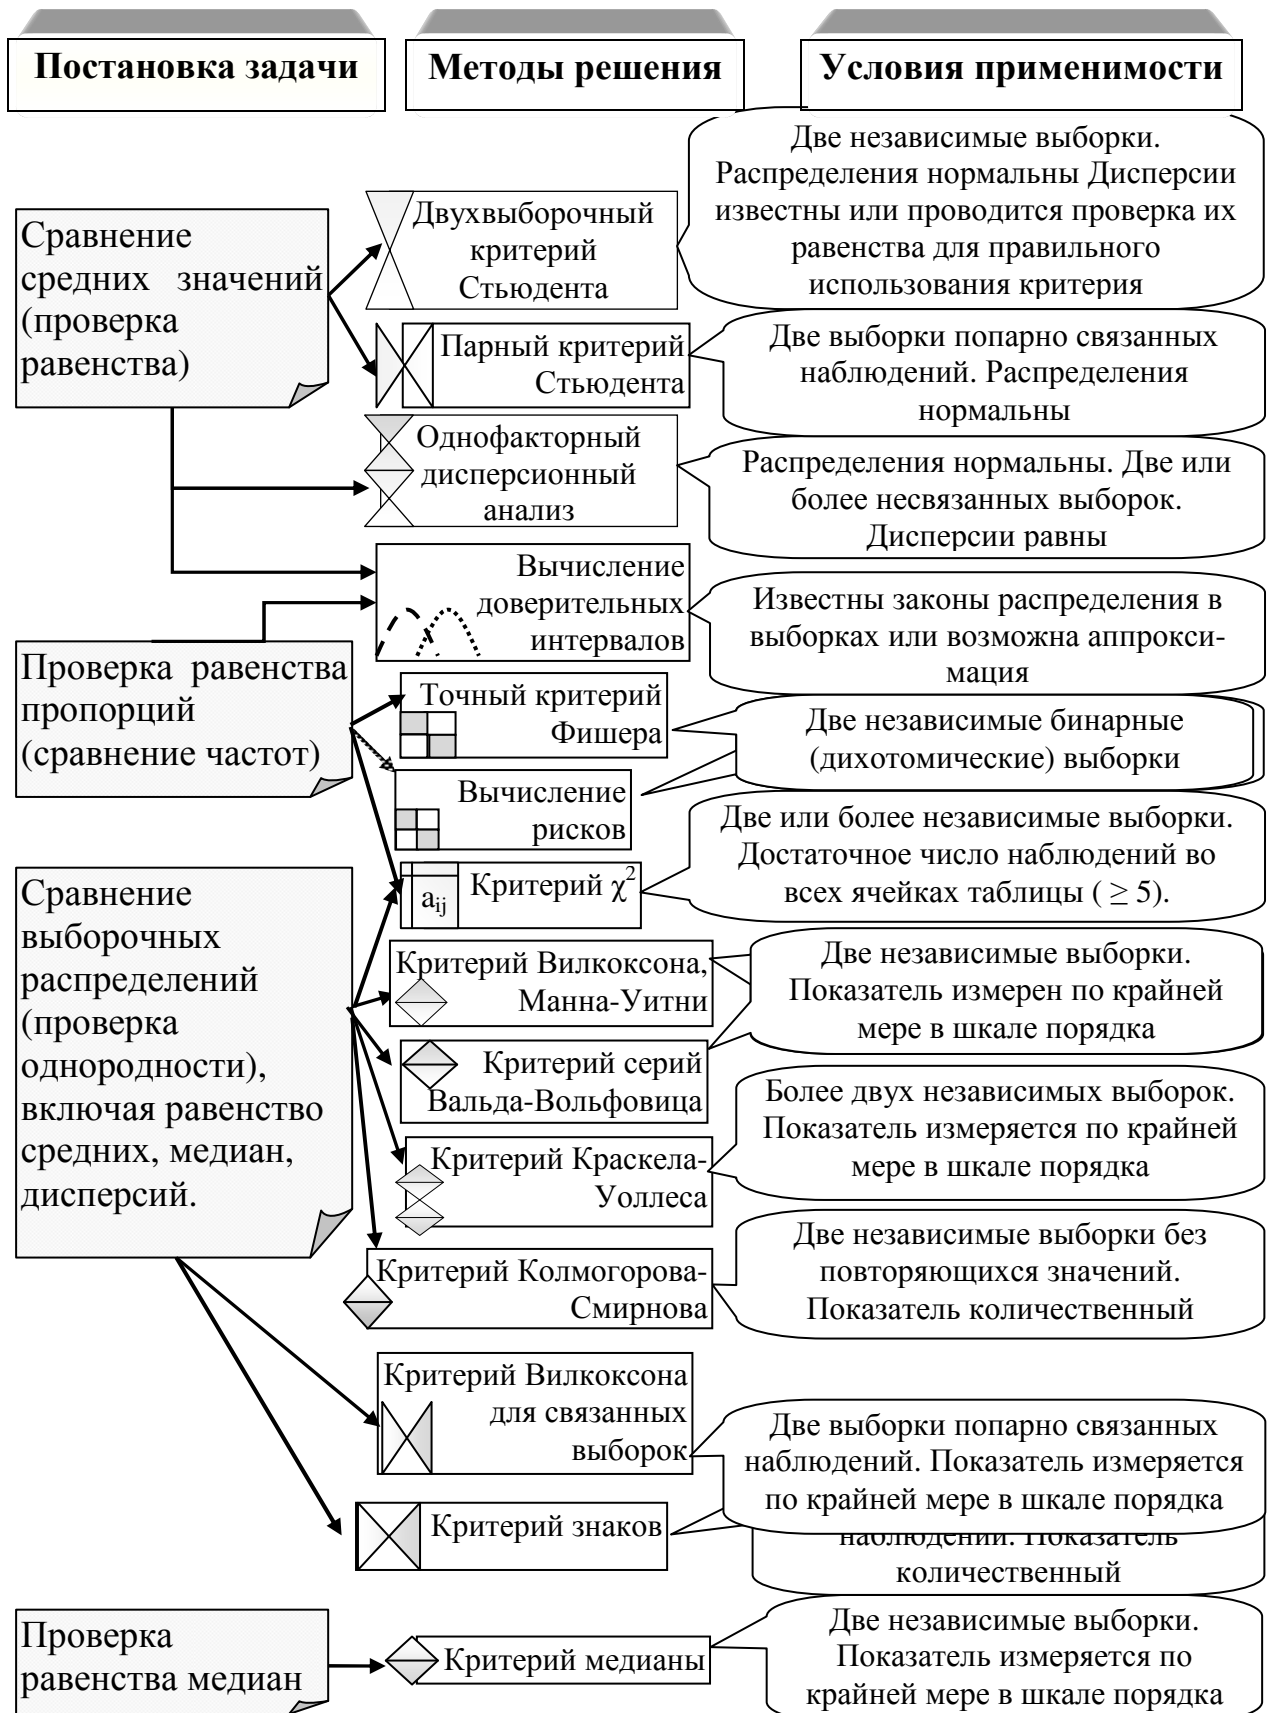 Постановка задачи
Методы решения
Условия применимости
Сравнение
средних значений
(проверка
равенства)
Двухвыборочный
критерий
Стьюдента
Две независимые выборки.
Распределения нормальны Дисперсии
известны или проводится проверка их
равенства для правильного
использования критерия
Парный критерий
Стьюдента
Две выборки попарно связанных
наблюдений. Распределения
нормальны
Однофакторный
дисперсионный
анализ
Распределения нормальны. Две или
более несвязанных выборок.
Дисперсии равны
Вычисление
доверительных
интервалов
Известны законы распределения в
выборках или возможна аппрокси-
мация
Проверка равенства
пропорций
(сравнение частот)
Точный критерий
Фишера
Две независимые бинарные
(дихотомические) выборки
Вычисление
рисков
a_ij
Критерий χ²
Две или более независимые выборки.
Достаточное число наблюдений во
всех ячейках таблицы ( ≥ 5).
Сравнение
выборочных
распределений
(проверка
однородности),
включая равенство
средних, медиан,
дисперсий.
Критерий Вилкоксона,
Манна-Уитни
Две независимые выборки.
Показатель измерен по крайней
мере в шкале порядка
Критерий серий
Вальда-Вольфовица
Критерий Краскела-
Уоллеса
Более двух независимых выборок.
Показатель измеряется по крайней
мере в шкале порядка
Критерий Колмогорова-
Смирнова
Две независимые выборки без
повторяющихся значений.
Показатель количественный
Критерий Вилкоксона
для связанных
выборок
Две выборки попарно связанных
наблюдений. Показатель измеряется
по крайней мере в шкале порядка
Критерий знаков
наблюдений. Показатель
количественный
Проверка
равенства медиан
Критерий медианы
Две независимые выборки.
Показатель измеряется по
крайней мере в шкале порядка